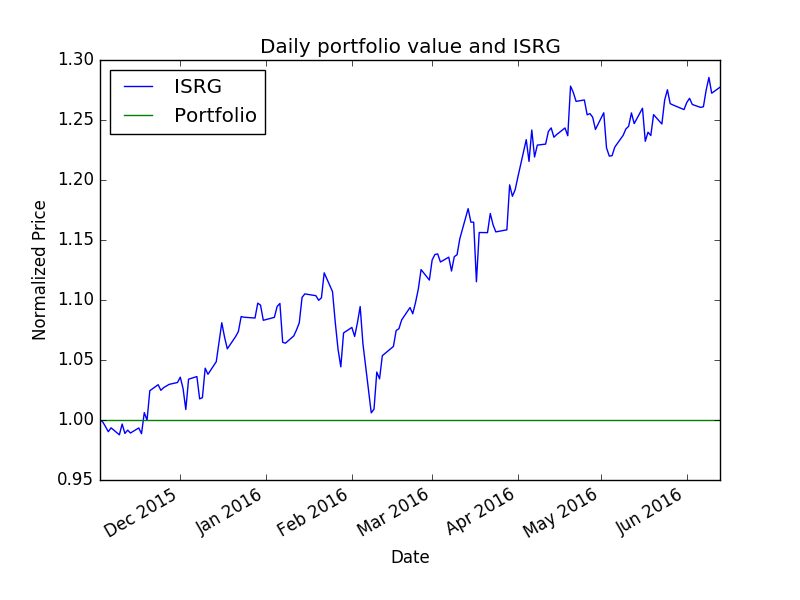 Daily portfolio value and ISRG
1.30
1.25
1.20
1.15
1.10
1.05
1.00
0.95
ISRG
Portfolio
Normalized Price
Dec 2015
Jan 2016
Feb 2016
Mar 2016
Apr 2016
May 2016
Jun 2016
Date